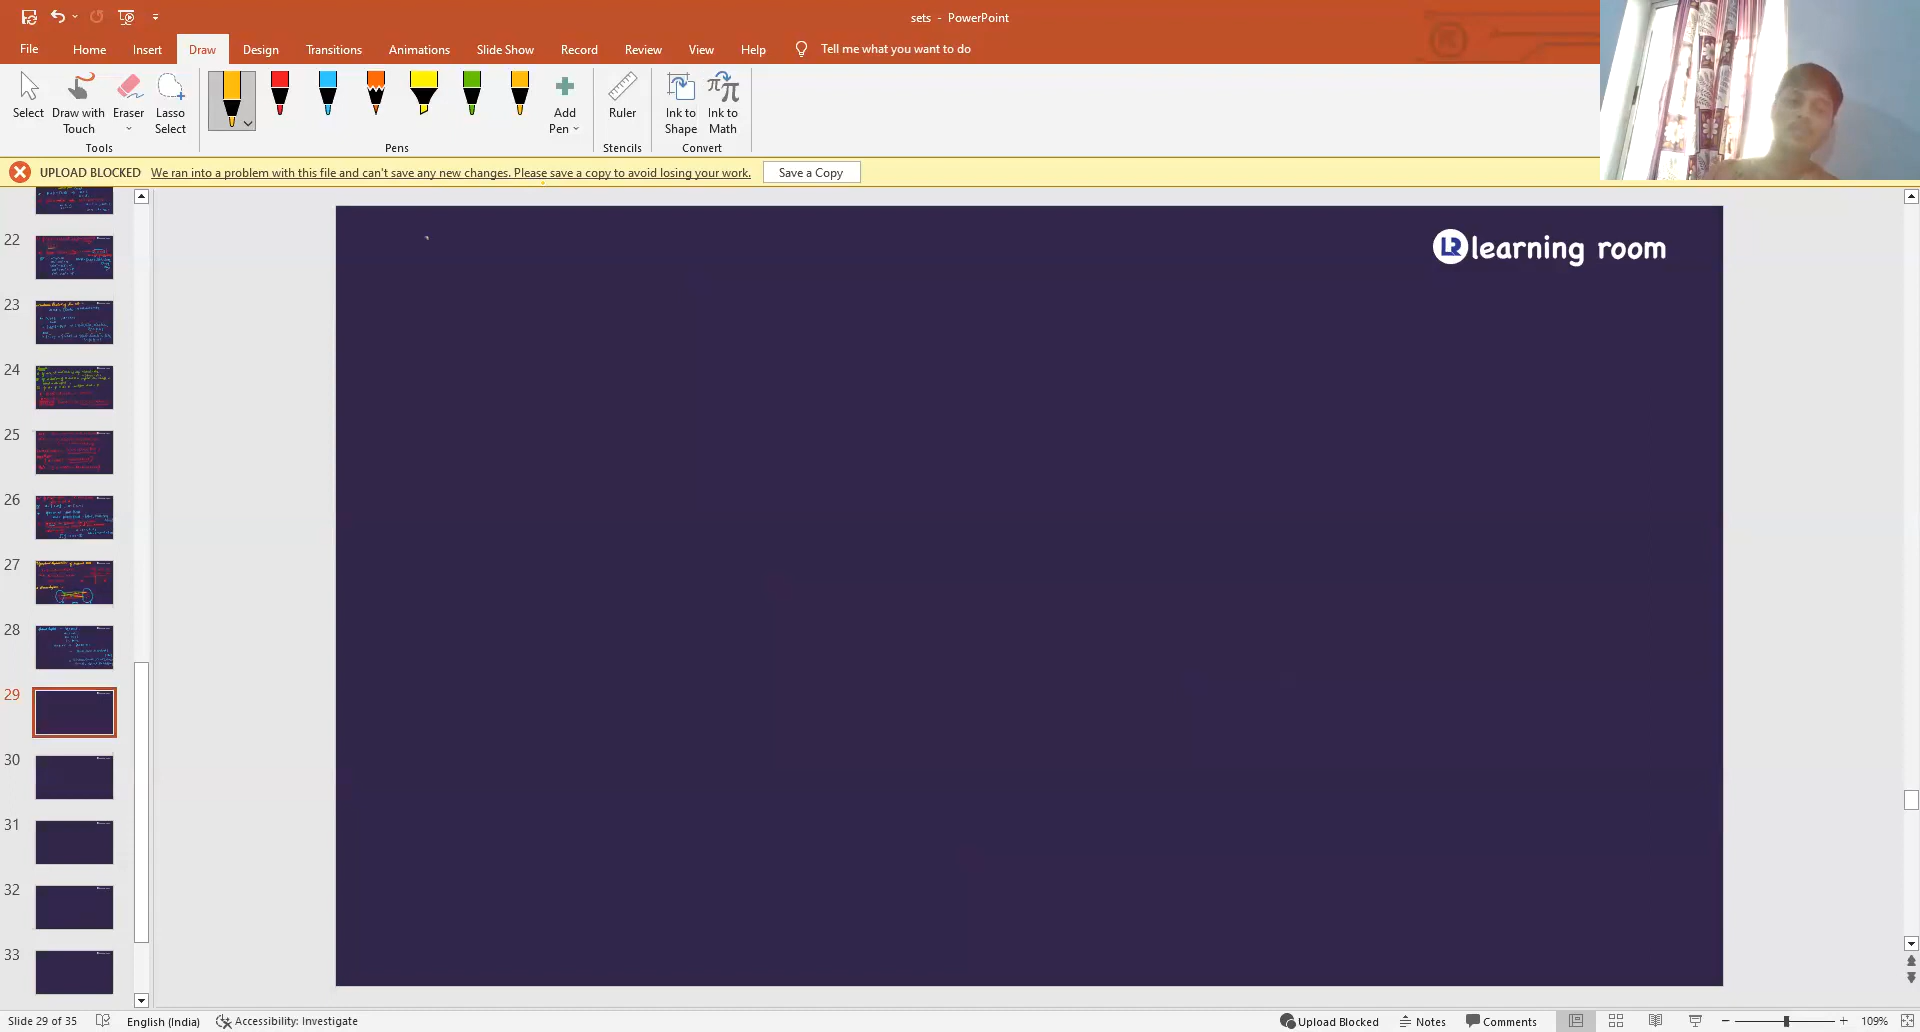 sets - PowerPoint
File Home Insert Draw Design Transitions Animations Slide Show Record Review View Help Tell me what you want to do
Select
Draw with Touch
Eraser
Lasso Select
Add Pen
Ruler
Ink to Shape
Ink to Math
Tools Pens Stencils Convert
UPLOAD BLOCKED We ran into a problem with this file and can't save any new changes. Please save a copy to avoid losing your work. Save a Copy
LR learning room
22
23
24
25
26
27
28
29
30
31
32
33
Slide 29 of 35 English (India) Accessibility: Investigate Upload Blocked Notes Comments 109%